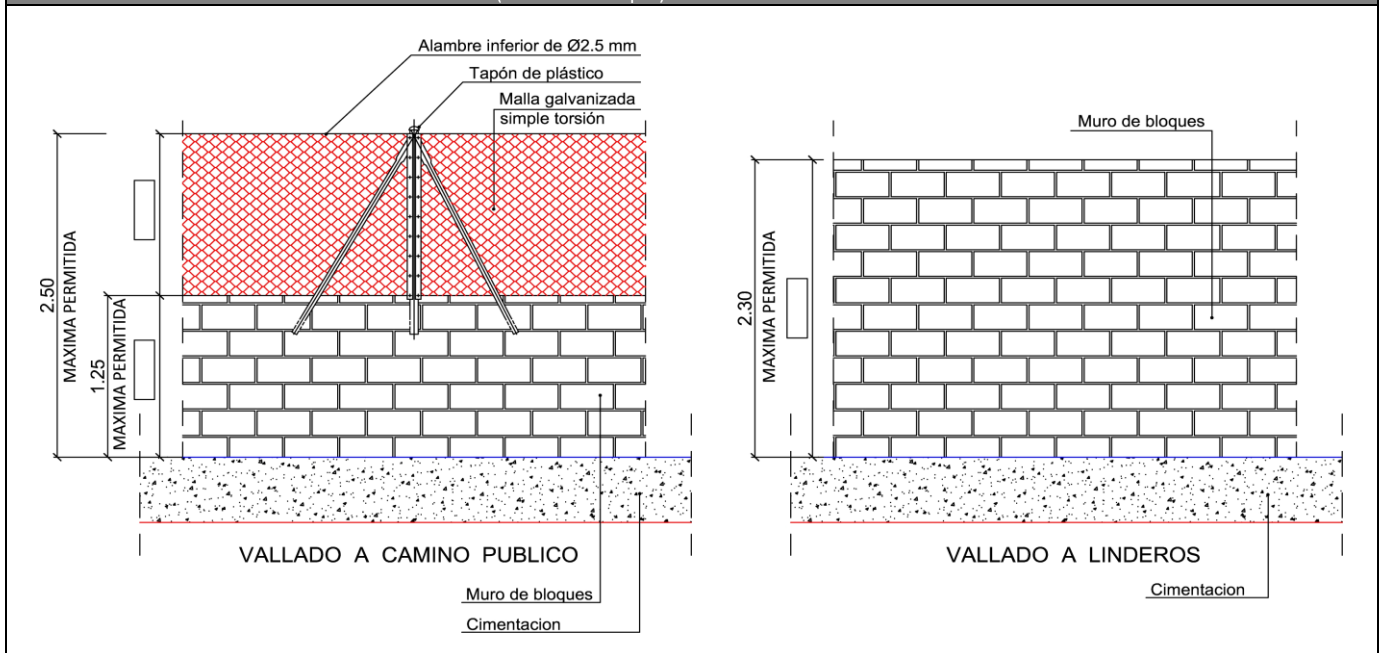 Alambre inferior de Ø2.5 mm
Tapón de plástico
Malla galvanizada
simple torsión
2.50
MAXIMA PERMITIDA
1.25
MAXIMA PERMITIDA
VALLADO A CAMINO PUBLICO
Muro de bloques
Cimentacion
Muro de bloques
2.30
MAXIMA PERMITIDA
VALLADO A LINDEROS
Cimentacion